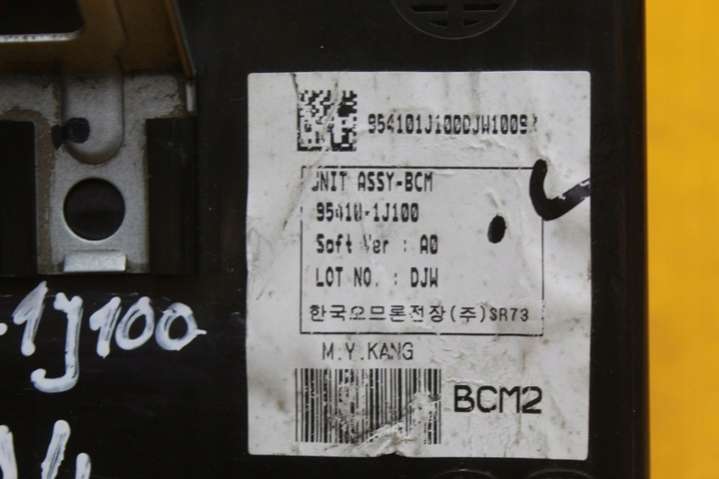 954101J100DJW1009
UNIT ASSY-BCM
95410-1J100
Soft Ver : A0
LOT NO. : DJW
한국오므론전장(주)SR73
M.Y.KANG
BCM2
-1J100